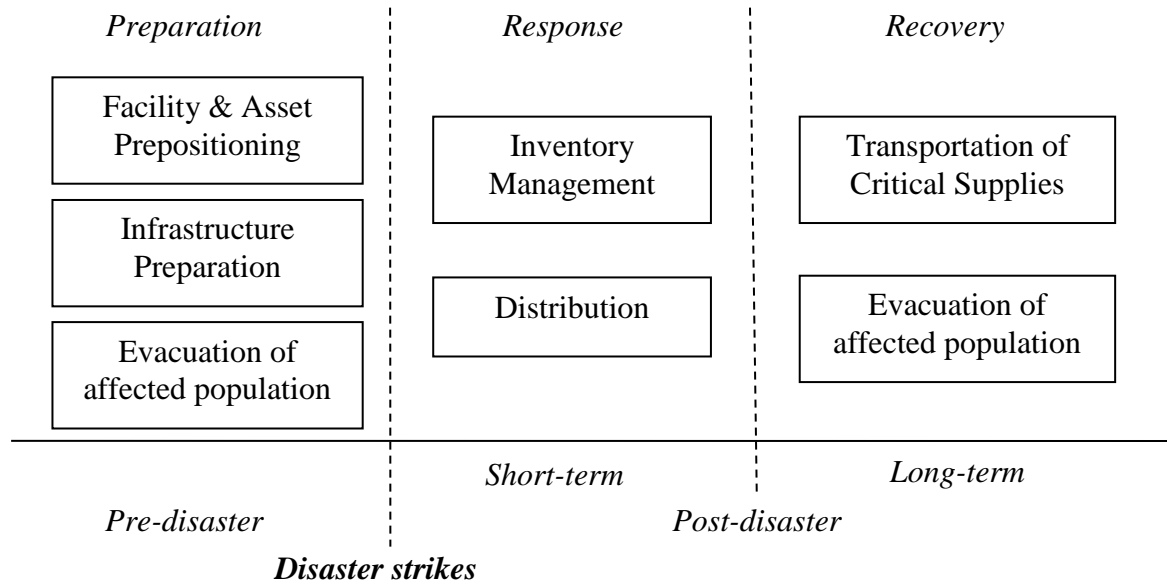 Preparation
Response
Recovery
Facility & Asset
Prepositioning
Infrastructure
Preparation
Evacuation of
affected population
Inventory
Management
Distribution
Transportation of
Critical Supplies
Evacuation of
affected population
Short-term
Long-term
Pre-disaster
Post-disaster
Disaster strikes